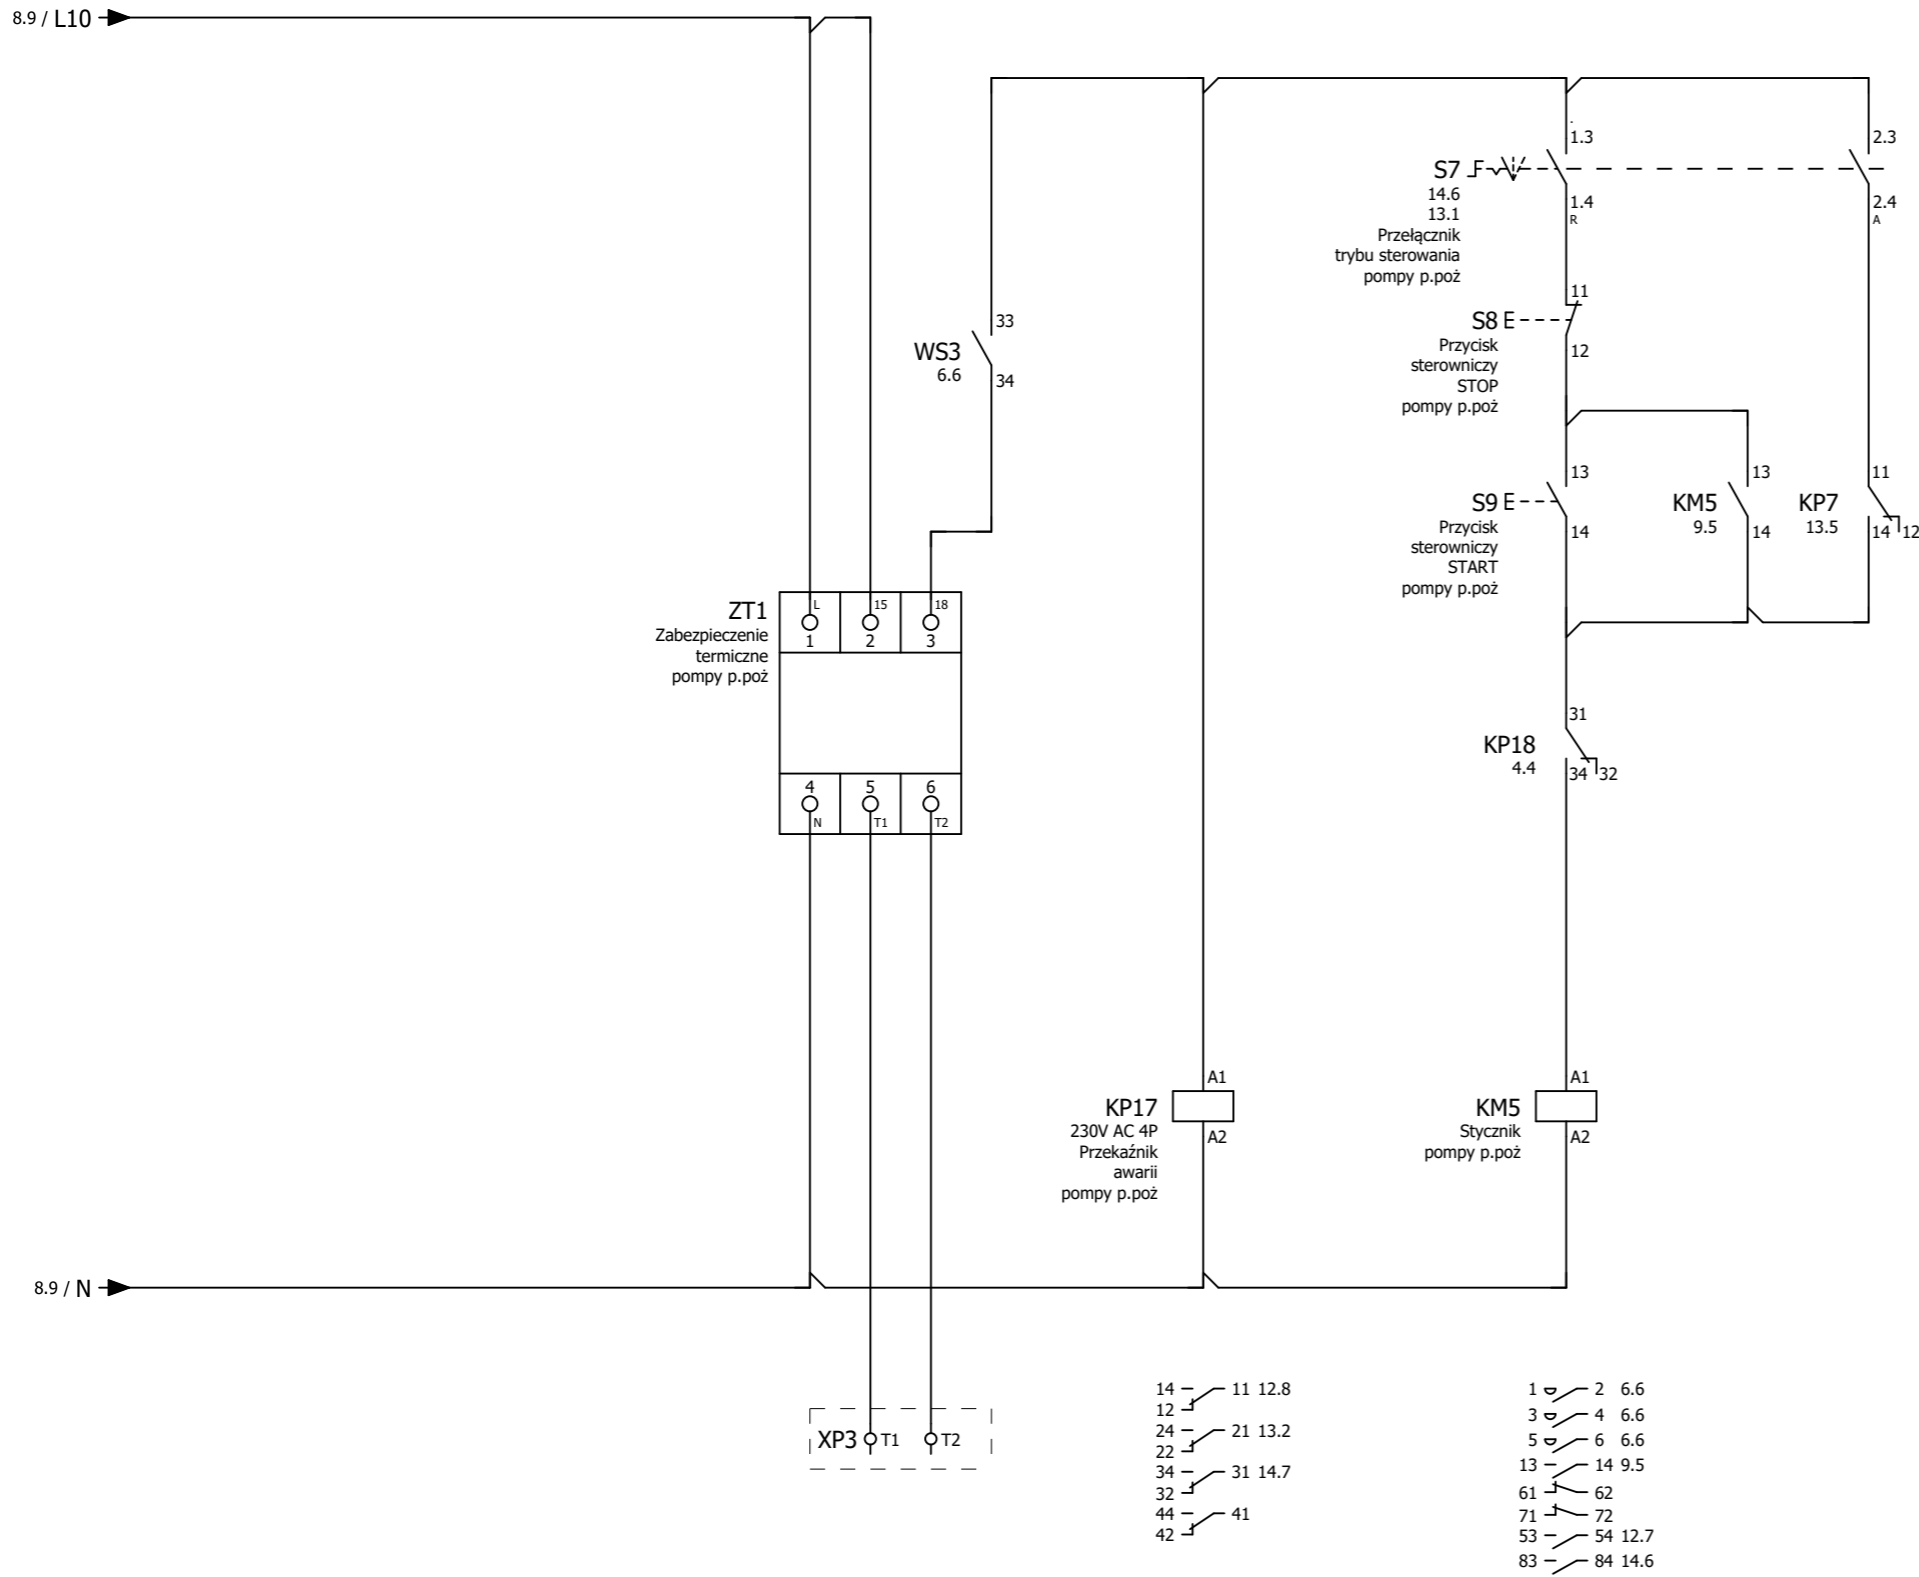 8.9 / L10
1.3
2.3
S7
14.6
13.1
Przełącznik
trybu sterowania
pompy p.poż
1.4
R
2.4
A
11
S8 E
12
Przycisk
sterowniczy
STOP
pompy p.poż
33
WS3
6.6
34
13
S9 E
14
Przycisk
sterowniczy
START
pompy p.poż
13
KM5
9.5
14
11
KP7
13.5
14
12
ZT1
Zabezpieczenie
termiczne
pompy p.poż
L
15
18
1
2
3
4
5
6
N
T1
T2
31
KP18
4.4
34
32
A1
KP17
230V AC 4P
A2
Przekaźnik
awarii
pompy p.poż
A1
KM5
Stycznik
A2
pompy p.poż
8.9 / N
XP3 T1 T2
14 11 12.8
12
24 21 13.2
22
34 31 14.7
32
44 41
42
1 2 6.6
3 4 6.6
5 6 6.6
13 14 9.5
61 62
71 72
53 54 12.7
83 84 14.6